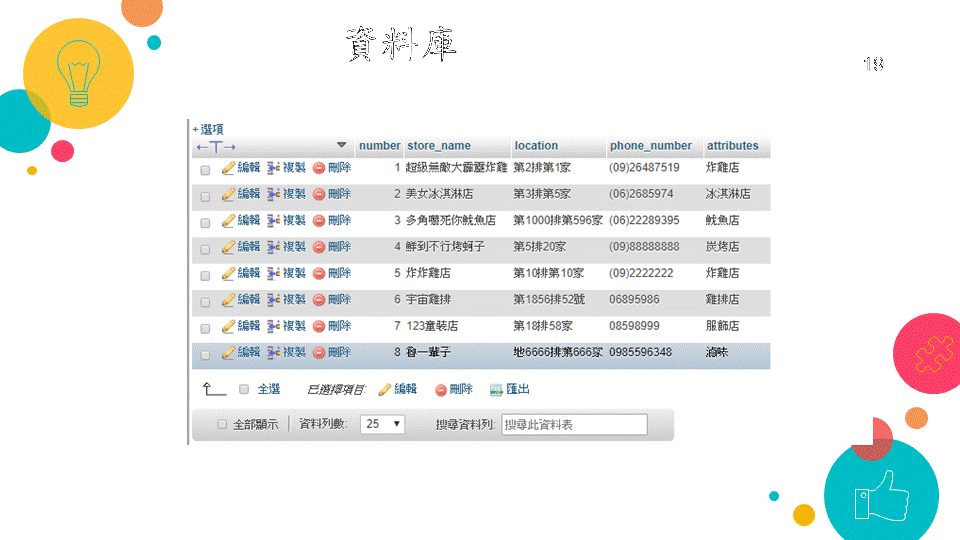 資料庫
19
+ 選項
←T→ ▼ number store_name location phone_number attributes
編輯 複製 刪除 1 超級無敵大霹靂炸雞 第2排第1家 (09)26487519 炸雞店
編輯 複製 刪除 2 美女冰淇淋店 第3排第5家 (06)2685974 冰淇淋店
編輯 複製 刪除 3 多角嚇死你魷魚店 第1000排第596家 (06)22289395 魷魚店
編輯 複製 刪除 4 鮮到不行烤蚵子 第5排20家 (09)88888888 炭烤店
編輯 複製 刪除 5 炸炸雞店 第10排第10家 (09)2222222 炸雞店
編輯 複製 刪除 6 宇宙雞排 第1856排52號 06895986 雞排店
編輯 複製 刪除 7 123童裝店 第18排58家 08598999 服飾店
編輯 複製 刪除 8 魯一輩子 地6666排第666家 0985596348 滷味
全選 已選擇項目: 編輯 刪除 匯出
全部顯示 資料列數: 25 ▼ 搜尋資料列: 搜尋此資料表